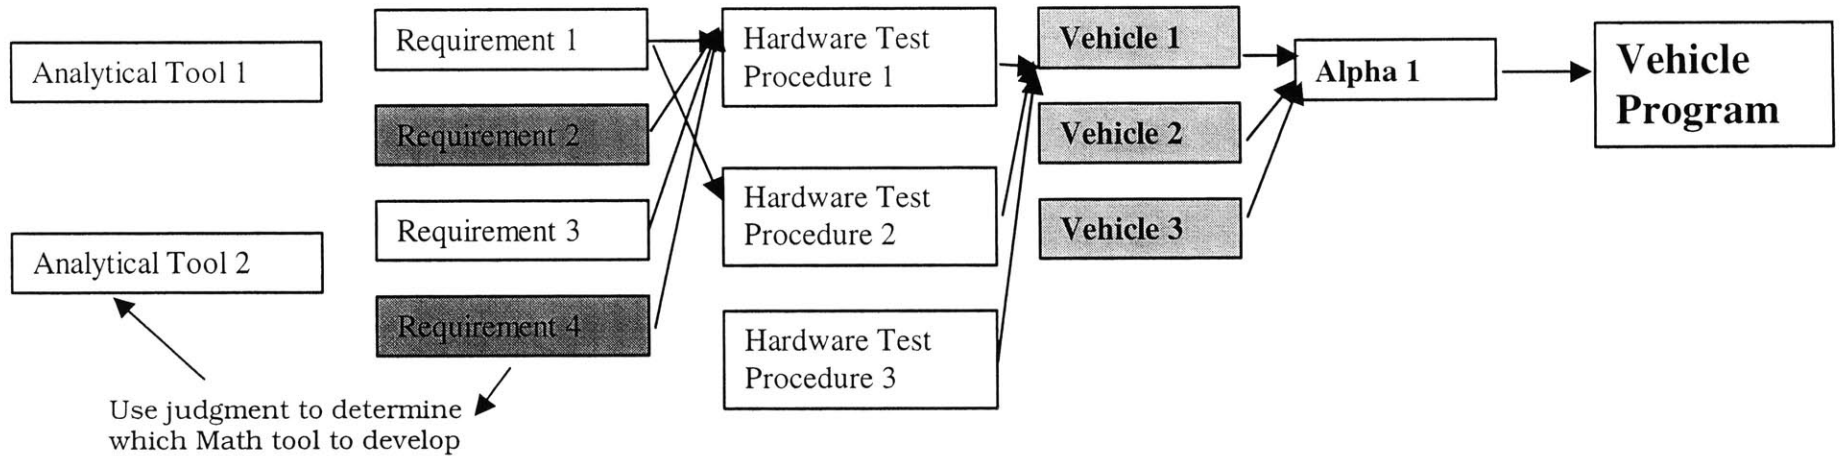 Analytical Tool 1
Analytical Tool 2
Requirement 1
Requirement 2
Requirement 3
Requirement 4
Use judgment to determine
which Math tool to develop
Hardware Test
Procedure 1
Hardware Test
Procedure 2
Hardware Test
Procedure 3
Vehicle 1
Vehicle 2
Vehicle 3
Alpha 1
Vehicle
Program